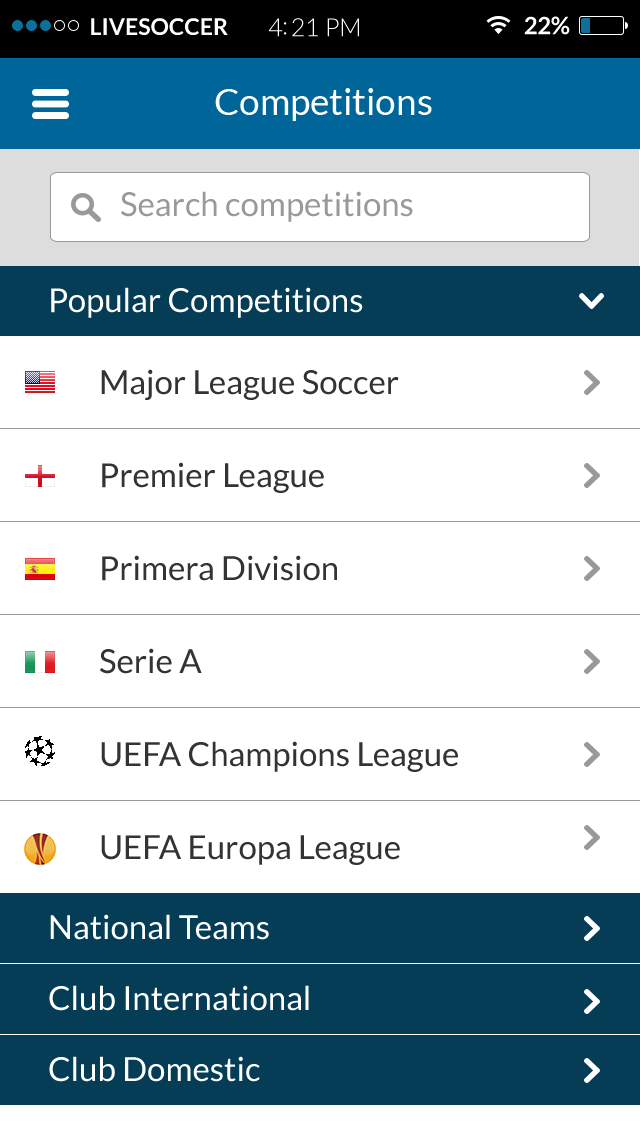 LIVESOCCER 4:21 PM 22%
Competitions
Search competitions
Popular Competitions
Major League Soccer
Premier League
Primera Division
Serie A
UEFA Champions League
UEFA Europa League
National Teams
Club International
Club Domestic